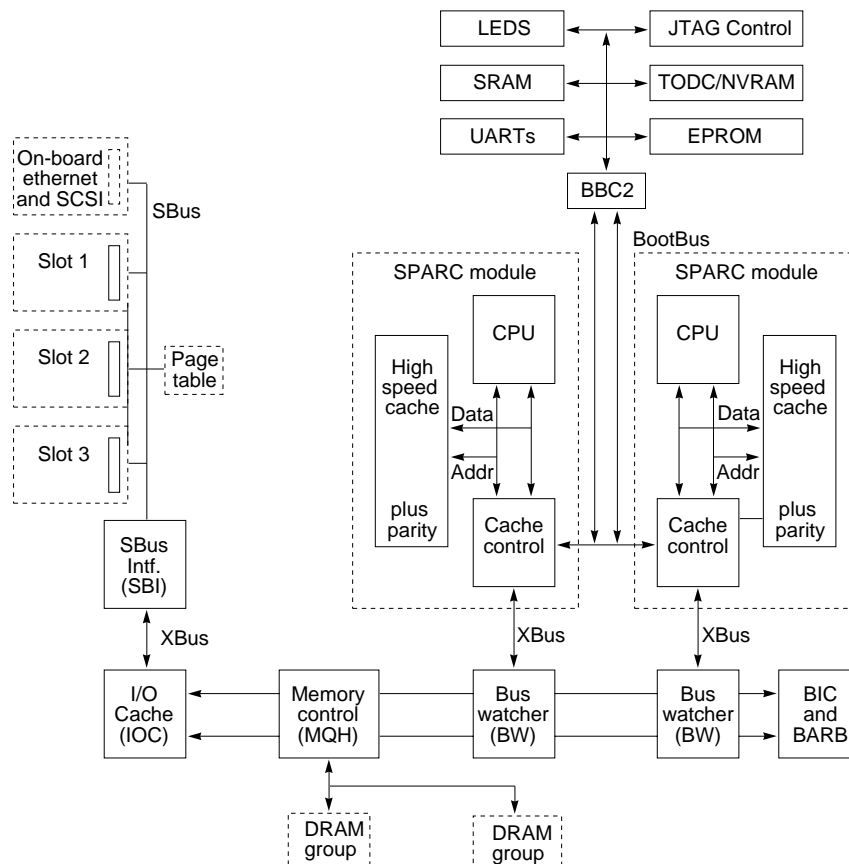 LEDS
JTAG Control
SRAM
TODC/NVRAM
UARTs
EPROM
BBC2
BootBus
On-board
ethernet
and SCSI
SBus
Slot 1
Slot 2
Slot 3
Page
table
SBus
Intf.
(SBI)
XBus
SPARC module
CPU
High
speed
cache
Data
Addr
plus
parity
Cache
control
XBus
SPARC module
CPU
High
speed
cache
Data
Addr
plus
parity
Cache
control
XBus
I/O
Cache
(IOC)
Memory
control
(MQH)
Bus
watcher
(BW)
Bus
watcher
(BW)
BIC
and
BARB
DRAM
group
DRAM
group